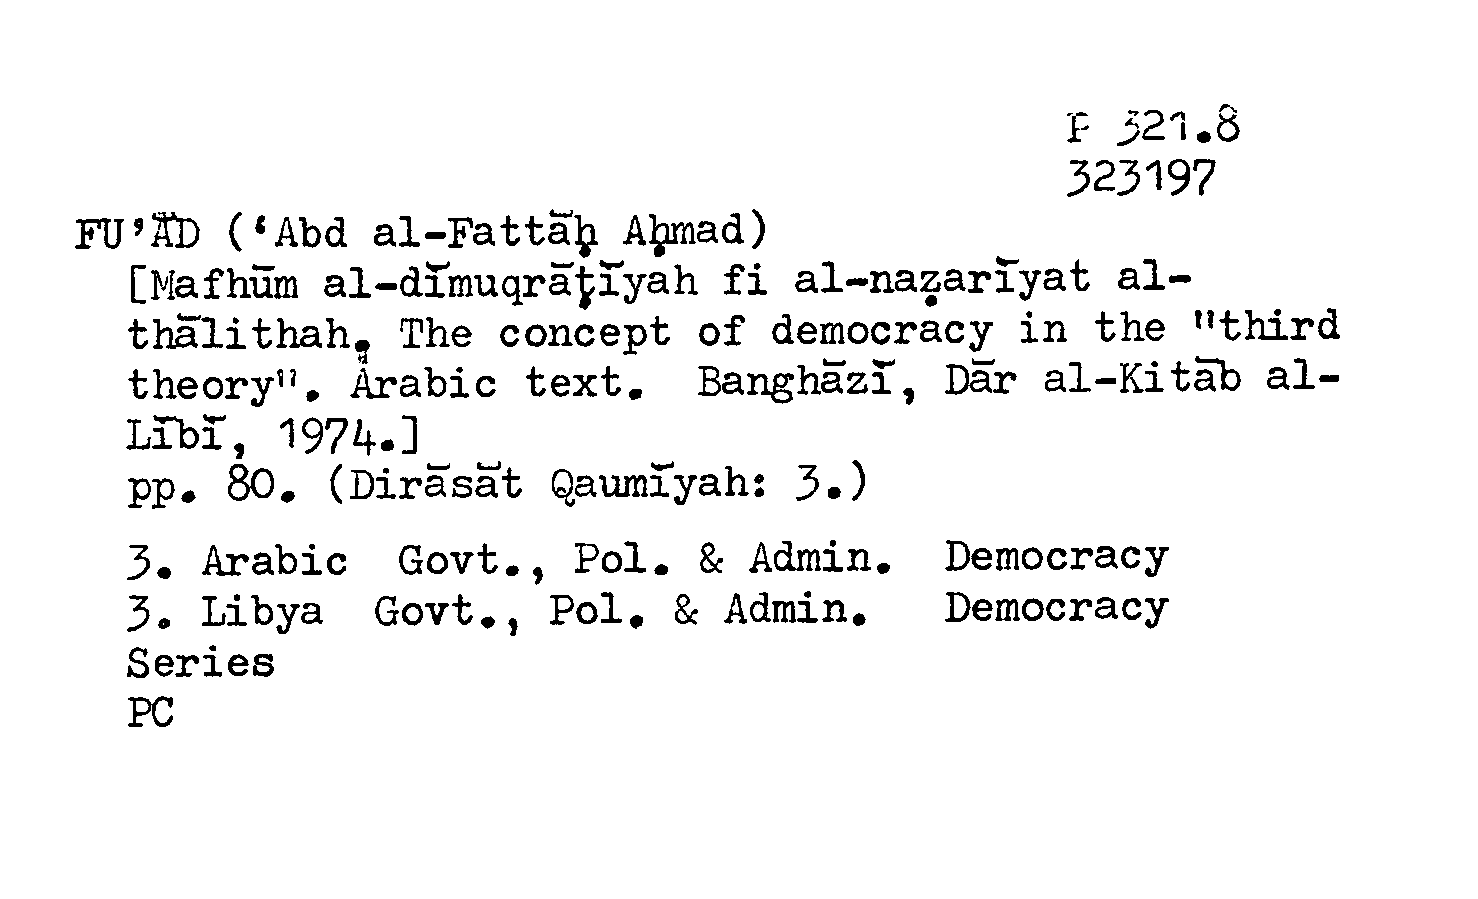 P 321.8
323197
FU’ĀD (‘Abd al-Fattāḥ Aḥmad)
[Mafhūm al-dīmuqrāṭīyah fi al-naẓarīyat al-
thālithah. The concept of democracy in the "third
theory". Arabic text. Banghāzī, Dār al-Kitāb al-
Lībī, 1974.]
pp. 80. (Dirāsāt Qaumīyah: 3.)
3. Arabic Govt., Pol. & Admin. Democracy
3. Libya Govt., Pol. & Admin. Democracy
Series
PC